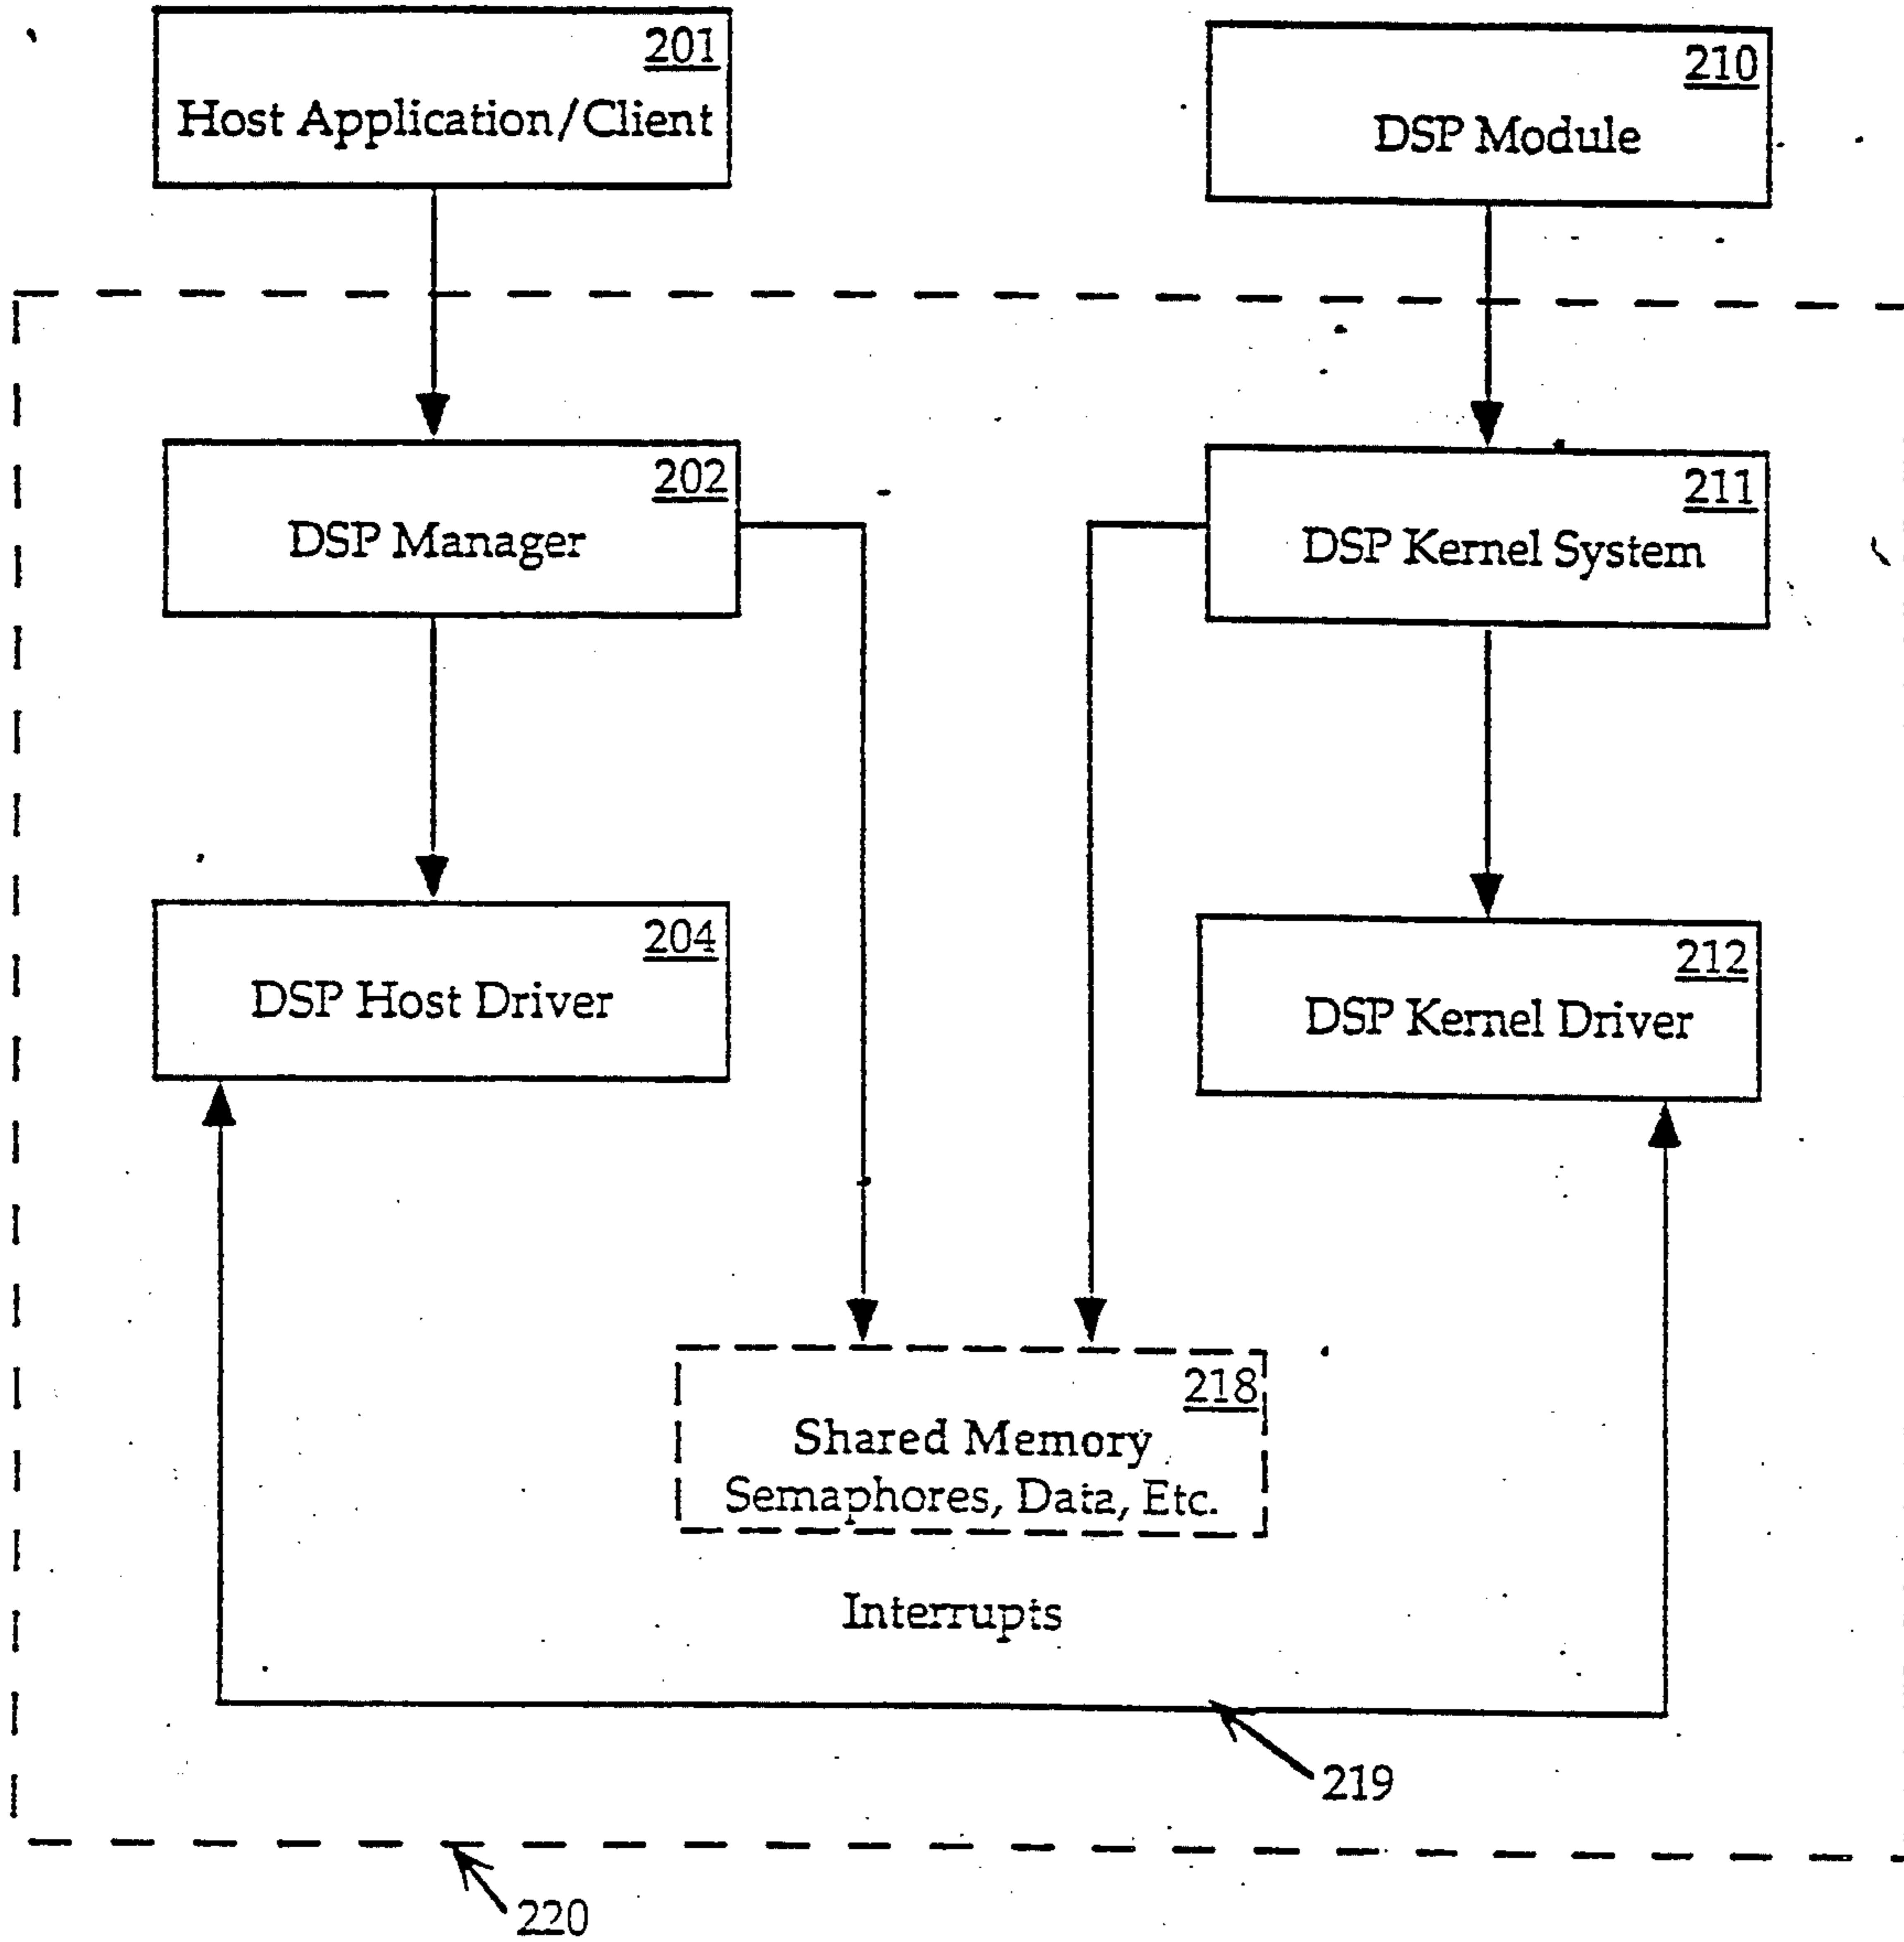 201
Host Application/Client
210
DSP Module
202
DSP Manager
211
DSP Kernel System
204
DSP Host Driver
212
DSP Kernel Driver
218
Shared Memory
Semaphores, Data, Etc.
Interrupts
219
220